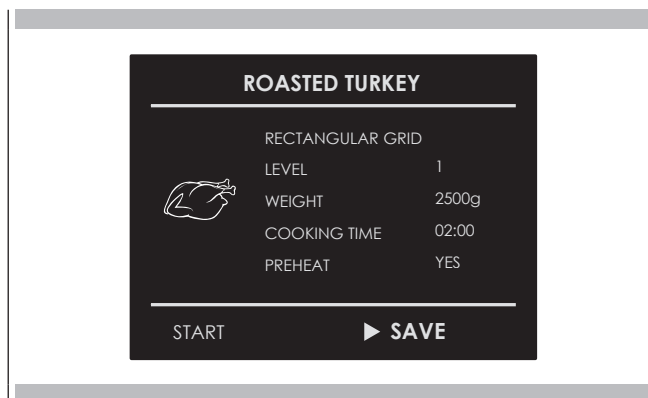 ROASTED TURKEY
RECTANGULAR GRID
LEVEL 1
WEIGHT 2500g
COOKING TIME 02:00
PREHEAT YES
START ▶ SAVE